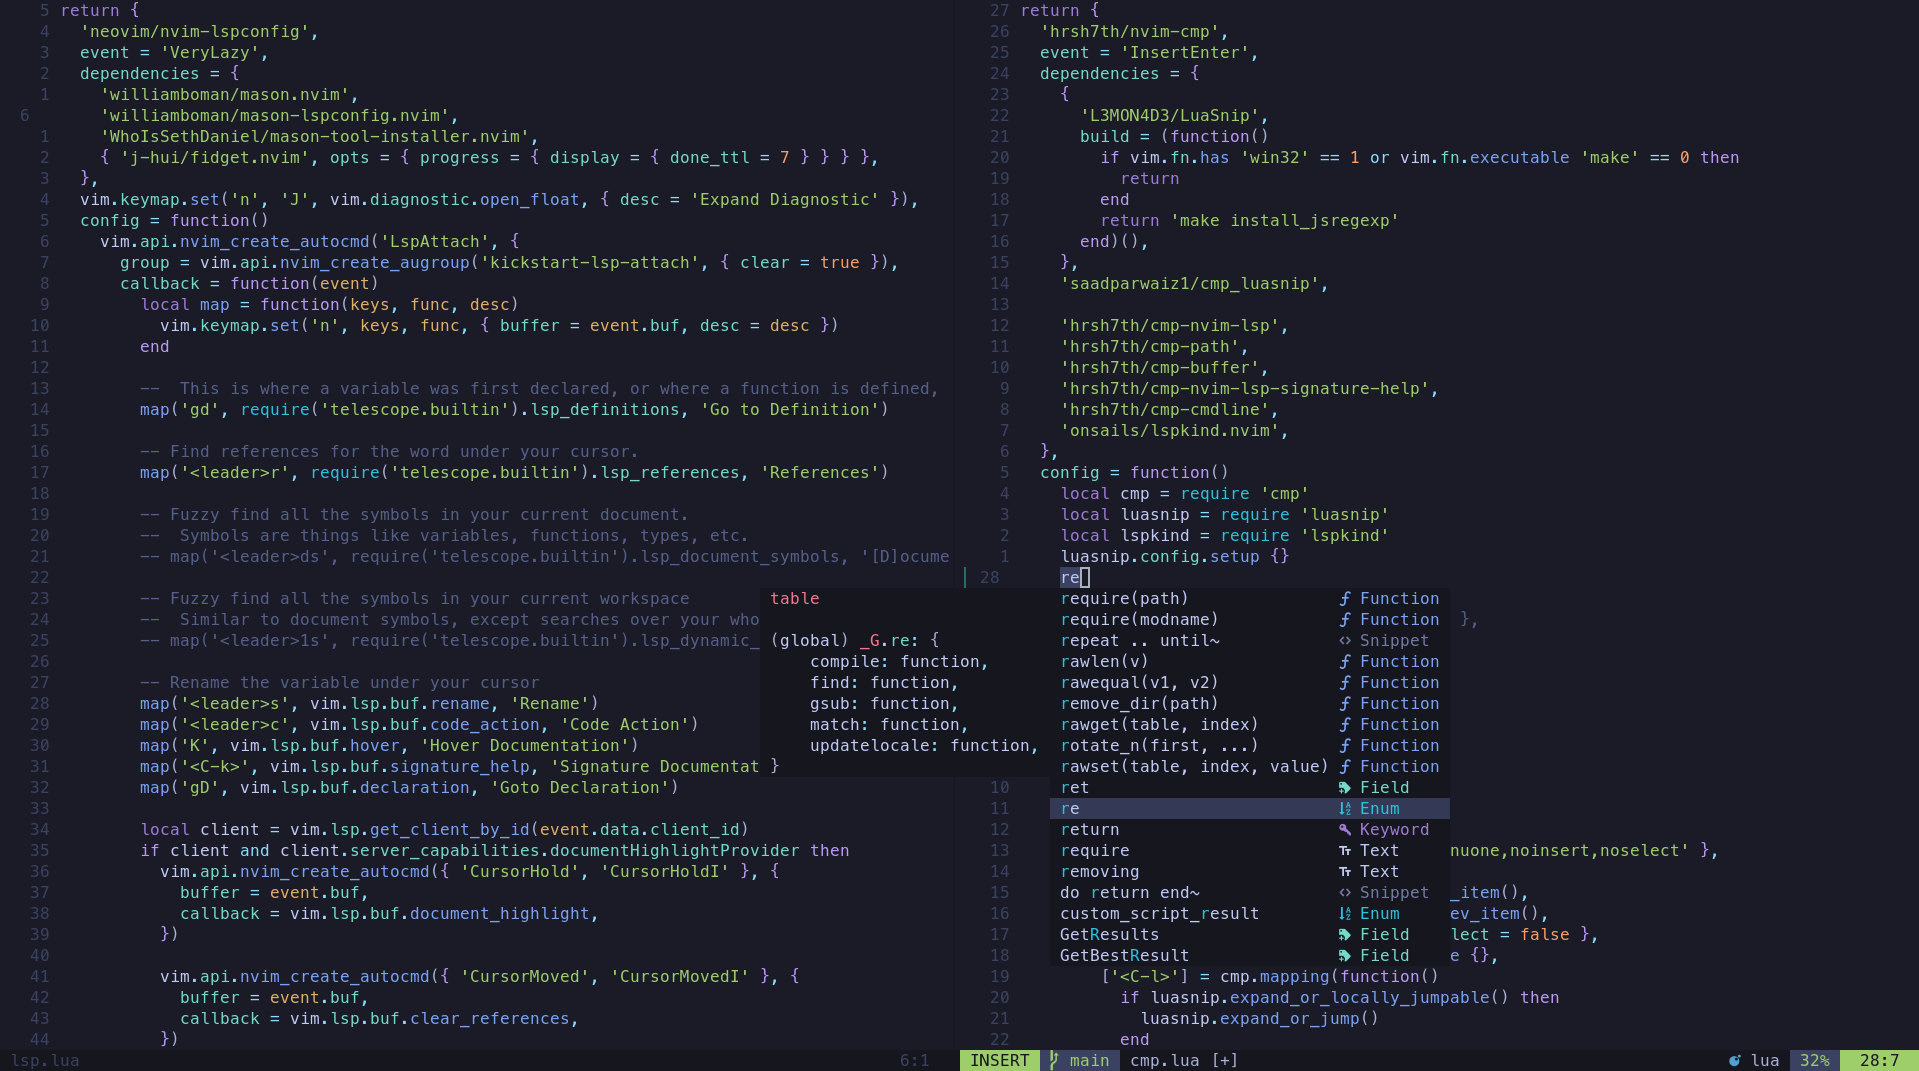 5 return {
4 'neovim/nvim-lspconfig',
3 event = 'VeryLazy',
2 dependencies = {
1 'williamboman/mason.nvim',
6 'williamboman/mason-lspconfig.nvim',
1 'WhoIsSethDaniel/mason-tool-installer.nvim',
2 { 'j-hui/fidget.nvim', opts = { progress = { display = { done_ttl = 7 } } } },
3 },
4 vim.keymap.set('n', 'J', vim.diagnostic.open_float, { desc = 'Expand Diagnostic' }),
5 config = function()
6 vim.api.nvim_create_autocmd('LspAttach', {
7 group = vim.api.nvim_create_augroup('kickstart-lsp-attach', { clear = true }),
8 callback = function(event)
9 local map = function(keys, func, desc)
10 vim.keymap.set('n', keys, func, { buffer = event.buf, desc = desc })
11 end
12
13 -- This is where a variable was first declared, or where a function is defined,
14 map('gd', require('telescope.builtin').lsp_definitions, 'Go to Definition')
15
16 -- Find references for the word under your cursor.
17 map('<leader>r', require('telescope.builtin').lsp_references, 'References')
18
19 -- Fuzzy find all the symbols in your current document.
20 -- Symbols are things like variables, functions, types, etc.
21 -- map('<leader>ds', require('telescope.builtin').lsp_document_symbols, '[D]ocume
22
23 -- Fuzzy find all the symbols in your current workspace
24 -- Similar to document symbols, except searches over your who
25 -- map('<leader>1s', require('telescope.builtin').lsp_dynamic_
26
27 -- Rename the variable under your cursor
28 map('<leader>s', vim.lsp.buf.rename, 'Rename')
29 map('<leader>c', vim.lsp.buf.code_action, 'Code Action')
30 map('K', vim.lsp.buf.hover, 'Hover Documentation')
31 map('<C-k>', vim.lsp.buf.signature_help, 'Signature Documentat
32 map('gD', vim.lsp.buf.declaration, 'Goto Declaration')
33
34 local client = vim.lsp.get_client_by_id(event.data.client_id)
35 if client and client.server_capabilities.documentHighlightProvider then
36 vim.api.nvim_create_autocmd({ 'CursorHold', 'CursorHoldI' }, {
37 buffer = event.buf,
38 callback = vim.lsp.buf.document_highlight,
39 })
40
41 vim.api.nvim_create_autocmd({ 'CursorMoved', 'CursorMovedI' }, {
42 buffer = event.buf,
43 callback = vim.lsp.buf.clear_references,
44 })
lsp.lua 6:1
27 return {
26 'hrsh7th/nvim-cmp',
25 event = 'InsertEnter',
24 dependencies = {
23 {
22 'L3MON4D3/LuaSnip',
21 build = (function()
20 if vim.fn.has 'win32' == 1 or vim.fn.executable 'make' == 0 then
19 return
18 end
17 return 'make install_jsregexp'
16 end)(),
15 },
14 'saadparwaiz1/cmp_luasnip',
13
12 'hrsh7th/cmp-nvim-lsp',
11 'hrsh7th/cmp-path',
10 'hrsh7th/cmp-buffer',
9 'hrsh7th/cmp-nvim-lsp-signature-help',
8 'hrsh7th/cmp-cmdline',
7 'onsails/lspkind.nvim',
6 },
5 config = function()
4 local cmp = require 'cmp'
3 local luasnip = require 'luasnip'
2 local lspkind = require 'lspkind'
1 luasnip.config.setup {}
28 re
table
(global) _G.re: {
compile: function,
find: function,
gsub: function,
match: function,
updatelocale: function,
}
require(path) Function
require(modname) Function },
repeat .. until~ Snippet
rawlen(v) Function
rawequal(v1, v2) Function
remove_dir(path) Function
rawget(table, index) Function
rotate_n(first, ...) Function
rawset(table, index, value) Function
10 ret Field
11 re Enum
12 return Keyword
13 require Text nuone,noinsert,noselect' },
14 removing Text
15 do return end~ Snippet _item(),
16 custom_script_result Enum ev_item(),
17 GetResults Field lect = false },
18 GetBestResult Field e {},
19 ['<C-l>'] = cmp.mapping(function()
20 if luasnip.expand_or_locally_jumpable() then
21 luasnip.expand_or_jump()
22 end
INSERT main cmp.lua [+] lua 32% 28:7